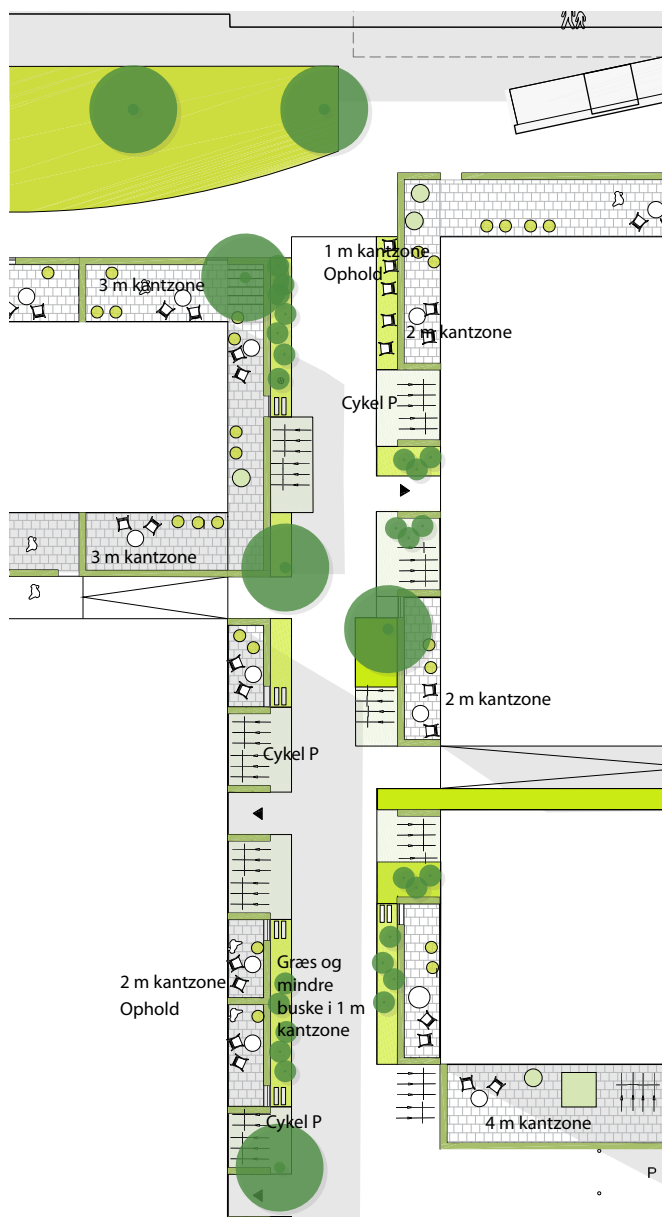 1 m kantzone
Ophold
3 m kantzone
2 m kantzone
Cykel P
3 m kantzone
2 m kantzone
Cykel P
2 m kantzone
Ophold
Græs og
mindre
buske i 1 m
kantzone
Cykel P
4 m kantzone
P